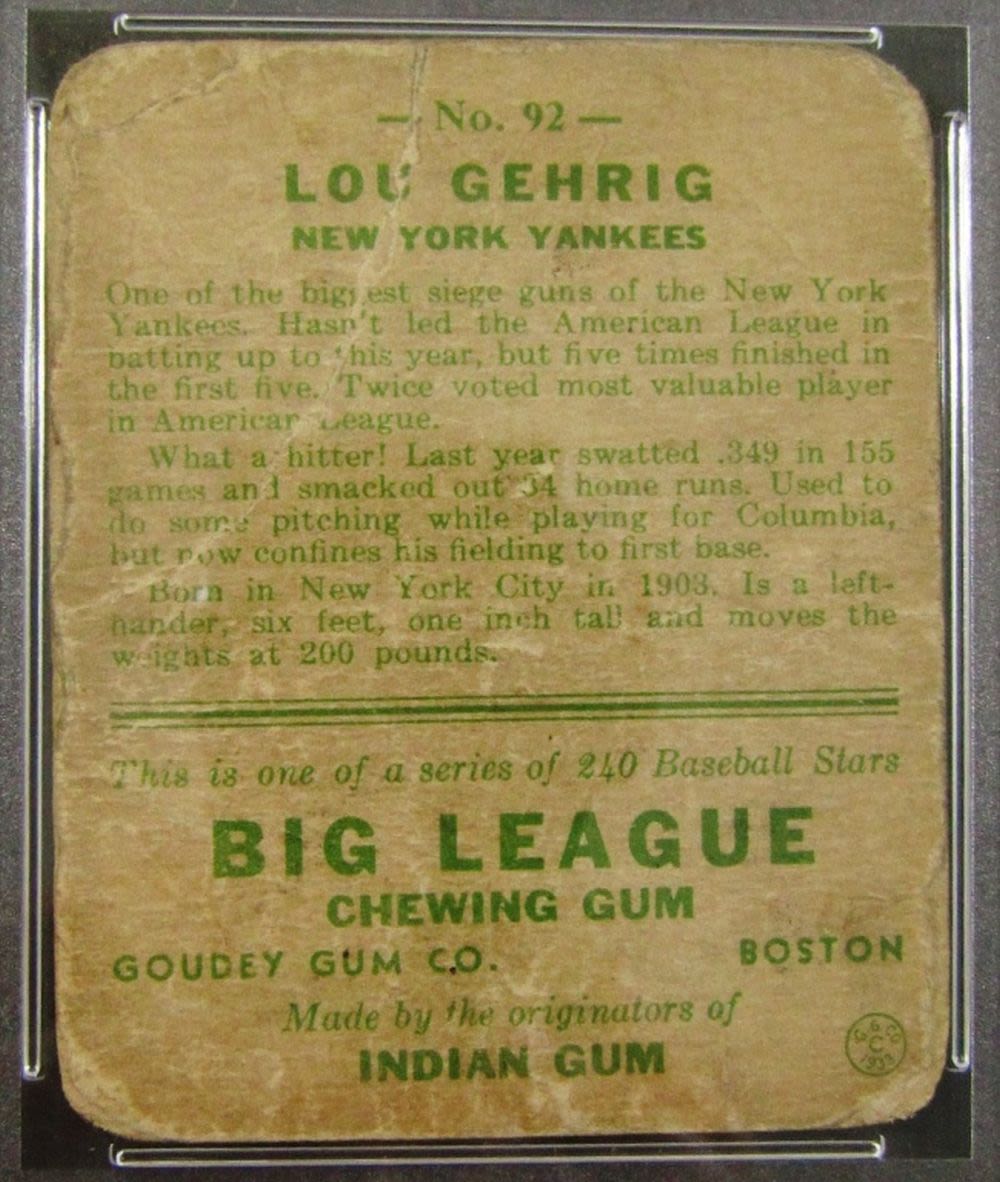 — No. 92 —
LOU GEHRIG
NEW YORK YANKEES
One of the biggest siege guns of the New York
Yankees. Hasn't led the American League in
batting up to this year, but five times finished in
the first five. Twice voted most valuable player
in American League.
What a hitter! Last year swatted .349 in 155
games and smacked out 34 home runs. Used to
do some pitching while playing for Columbia,
but now confines his fielding to first base.
Born in New York City in 1903. Is a left-
hander, six feet, one inch tall and moves the
weights at 200 pounds.
This is one of a series of 240 Baseball Stars
BIG LEAGUE
CHEWING GUM
GOUDEY GUM CO. BOSTON
Made by the originators of
INDIAN GUM
G. G. CO.
C
1933